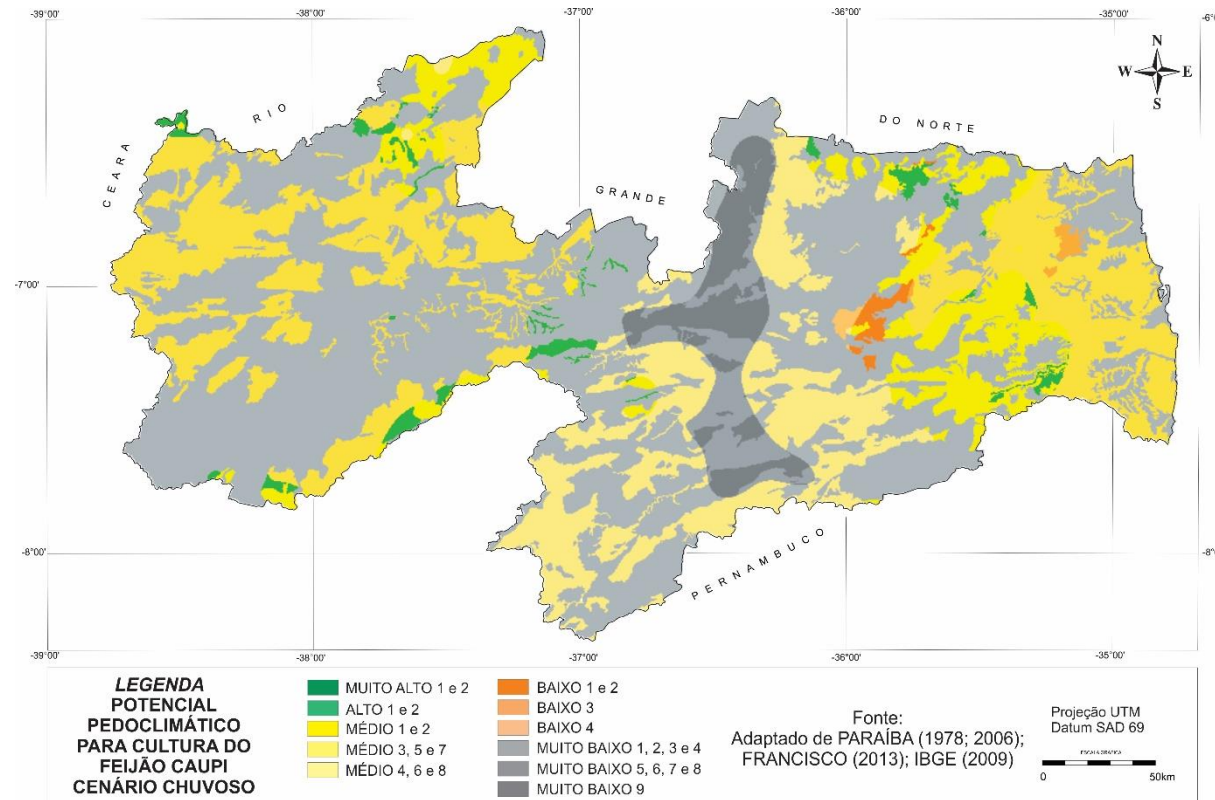 -39°00'
-38°00'
-37°00'
-36°00'
-35°00'
-6°0
N
W E
S
RIO
DO NORTE
CEARA
GRANDE
-7°00'
-8°00'
-8°
PERNAMBUCO
-39°00'
-38°00'
-37°00'
-36°00'
-35°00'
LEGENDA
POTENCIAL
PEDOCLIMÁTICO
PARA CULTURA DO
FEIJÃO CAUPI
CENÁRIO CHUVOSO
MUITO ALTO 1 e 2
ALTO 1 e 2
MÉDIO 1 e 2
MÉDIO 3, 5 e 7
MÉDIO 4, 6 e 8
BAIXO 1 e 2
BAIXO 3
BAIXO 4
MUITO BAIXO 1, 2, 3 e 4
MUITO BAIXO 5, 6, 7 e 8
MUITO BAIXO 9
Fonte:
Adaptado de PARAÍBA (1978; 2006);
FRANCISCO (2013); IBGE (2009)
Projeção UTM
Datum SAD 69
ESCALA GRÁFICA
0 50km